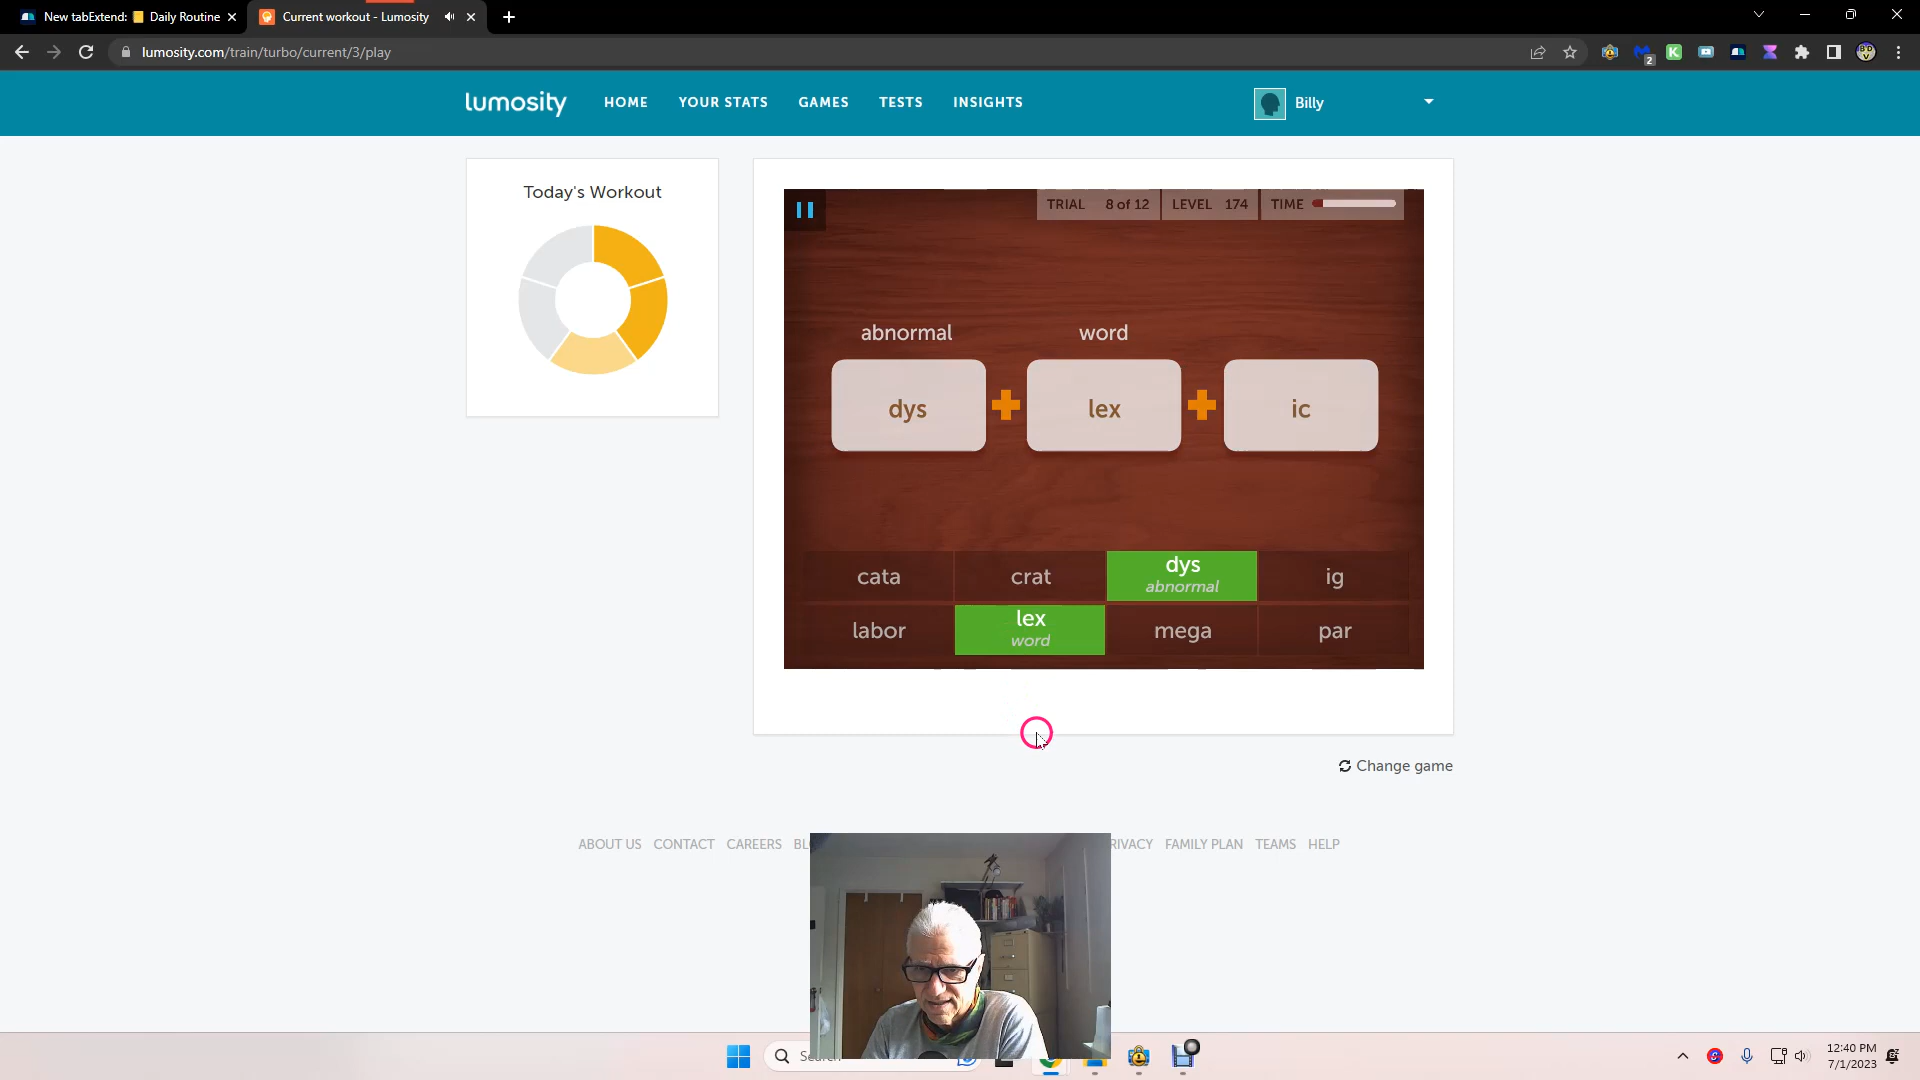 New tabExtend: Daily Routine
Current workout - Lumosity
lumosity.com/train/turbo/current/3/play
2
lumosity
HOME
YOUR STATS
GAMES
TESTS
INSIGHTS
Billy
Today's Workout
TRIAL 8 of 12
LEVEL 174
TIME
abnormal
word
dys
lex
ic
cata
crat
dys
abnormal
ig
labor
lex
word
mega
par
Change game
ABOUT US
CONTACT
CAREERS
FAMILY PLAN
TEAMS
HELP
12:40 PM
7/1/2023